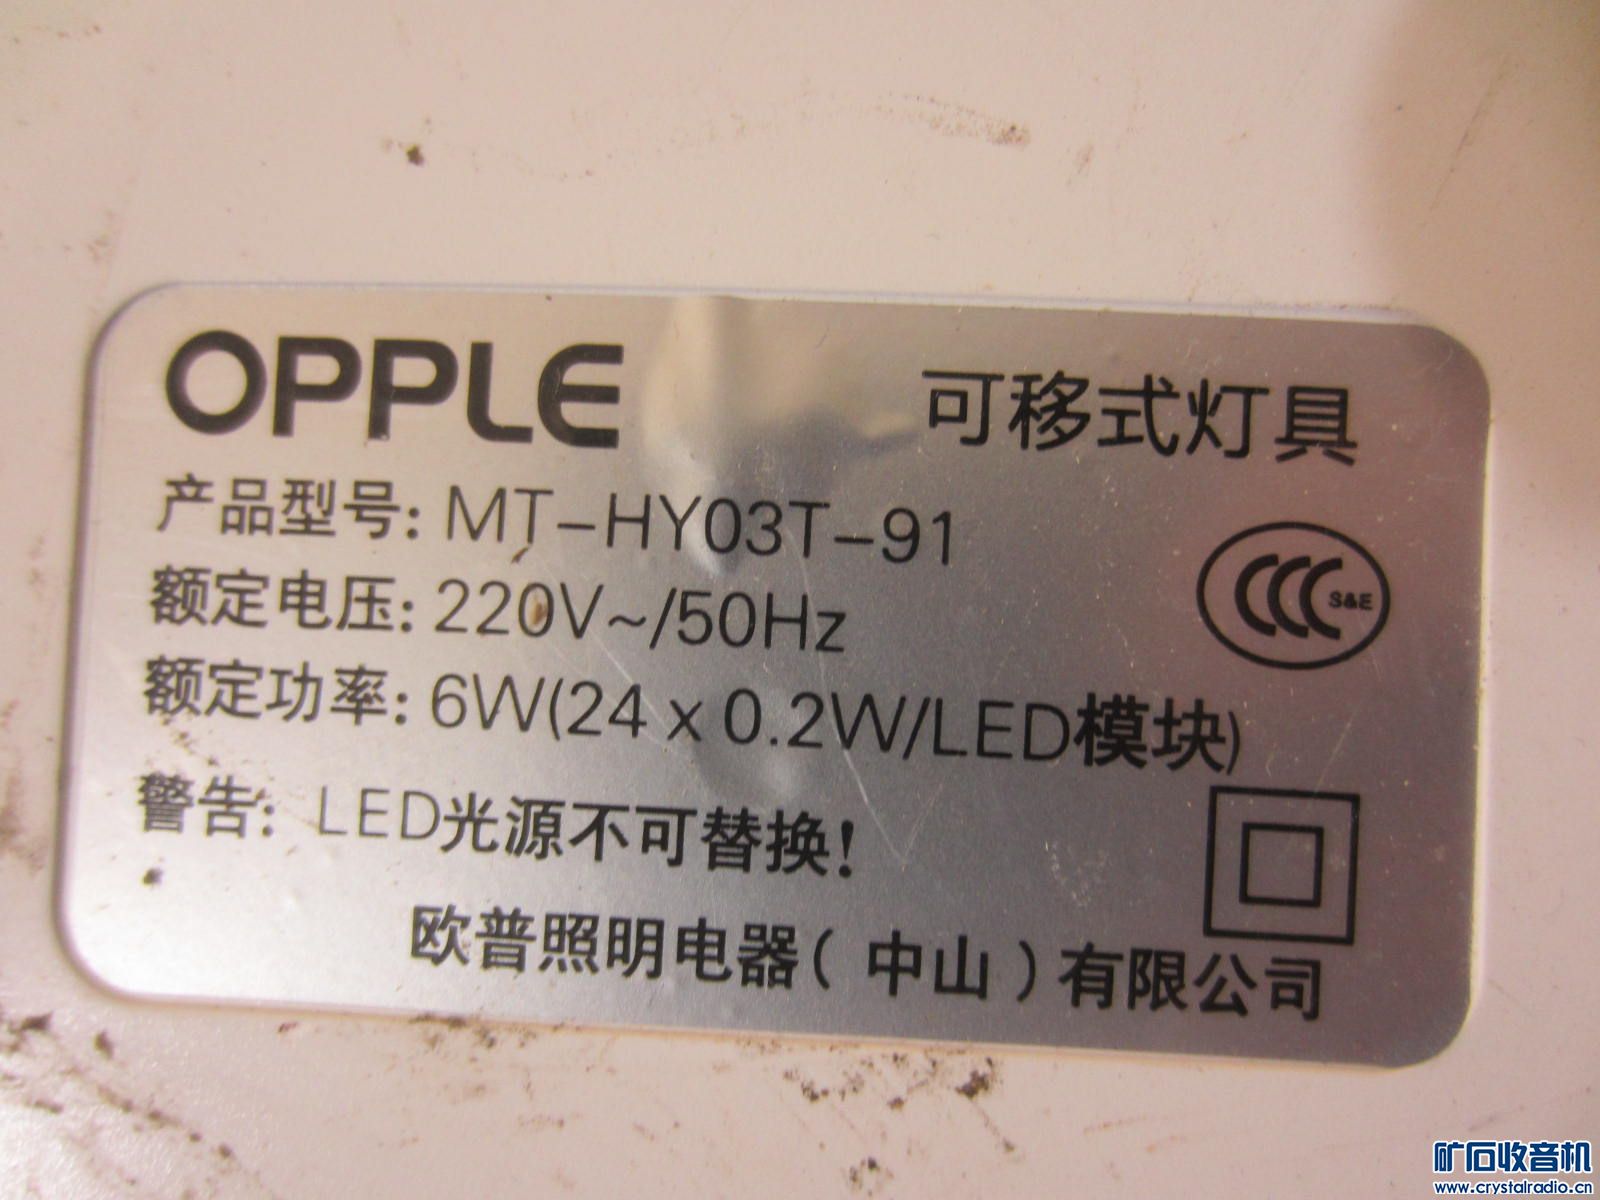 OPPLE
可移式灯具
产品型号: MT-HY03T-91
额定电压: 220V~/50Hz
CCC S&E
额定功率: 6W(24 x 0.2W/LED模块)
警告: LED光源不可替换!
欧普照明电器(中山)有限公司
矿石收音机
www.crystalradio.cn